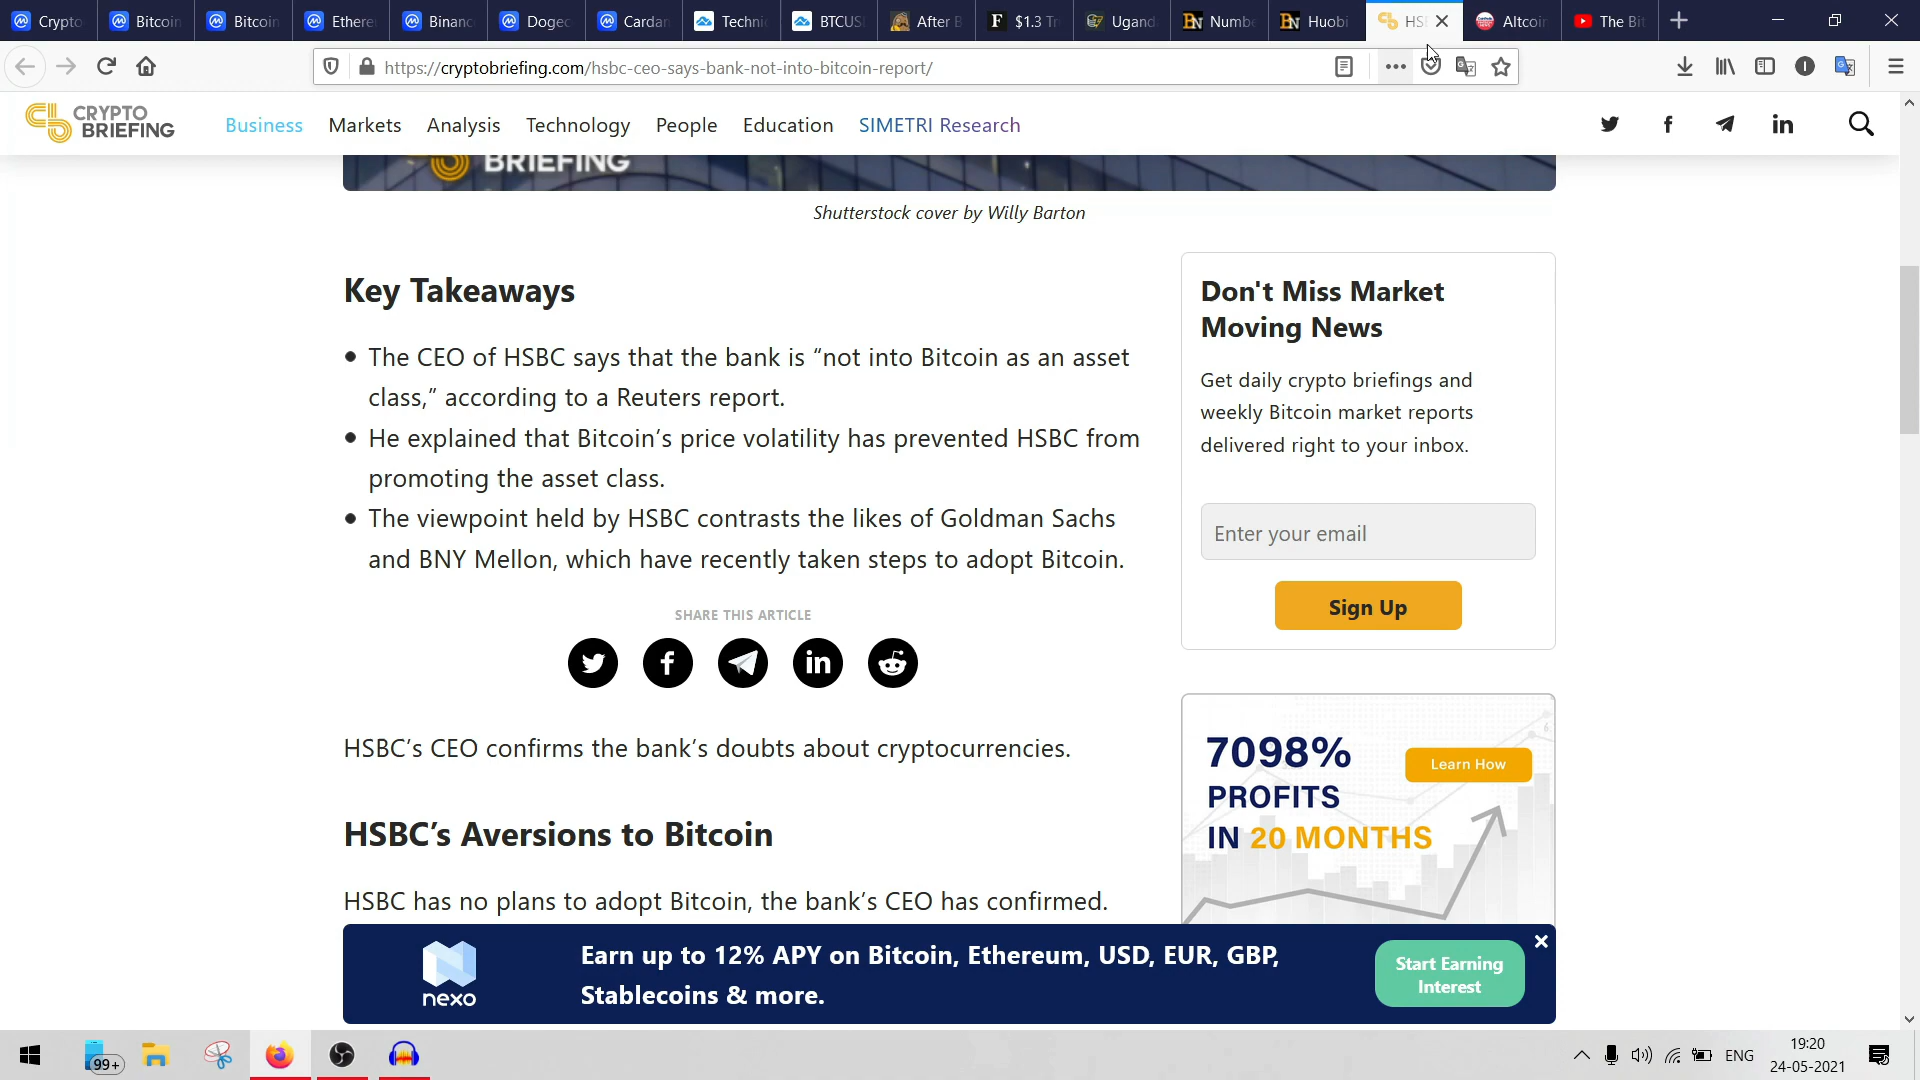 Crypto
Bitcoin
Bitcoin
Ethere
Binanc
Dogec
Cardan
Techni
BTCUS
After B
$1.3 Tr
Ugand
Numbe
Huobi
HS
Altcoin
The Bit
https://cryptobriefing.com/hsbc-ceo-says-bank-not-into-bitcoin-report/
CRYPTO
BRIEFING
Business
Markets
Analysis
Technology
People
Education
SIMETRI Research
BRIEFING
Shutterstock cover by Willy Barton
Key Takeaways
The CEO of HSBC says that the bank is “not into Bitcoin as an asset
class,” according to a Reuters report.
He explained that Bitcoin’s price volatility has prevented HSBC from
promoting the asset class.
The viewpoint held by HSBC contrasts the likes of Goldman Sachs
and BNY Mellon, which have recently taken steps to adopt Bitcoin.
SHARE THIS ARTICLE
HSBC’s CEO confirms the bank’s doubts about cryptocurrencies.
HSBC’s Aversions to Bitcoin
HSBC has no plans to adopt Bitcoin, the bank’s CEO has confirmed.
Don't Miss Market
Moving News
Get daily crypto briefings and
weekly Bitcoin market reports
delivered right to your inbox.
Enter your email
Sign Up
7098%
PROFITS
IN 20 MONTHS
Learn How
nexo
Earn up to 12% APY on Bitcoin, Ethereum, USD, EUR, GBP,
Stablecoins & more.
Start Earning
Interest
99+
ENG
19:20
24-05-2021